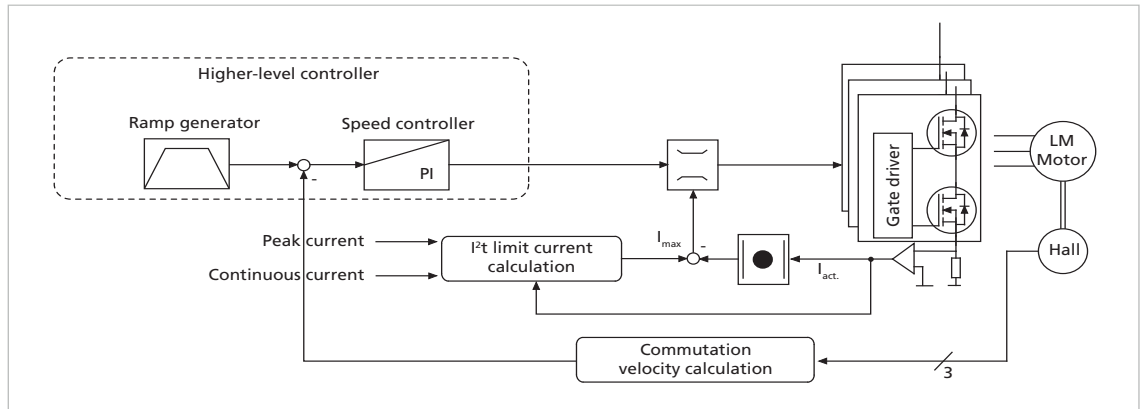 Higher-level controller
Ramp generator
Speed controller
PI
-
Gate driver
LM
Motor
Hall
Peak current
Continuous current
I²t limit current
calculation
Imax
-
Iact.
Commutation
velocity calculation
3